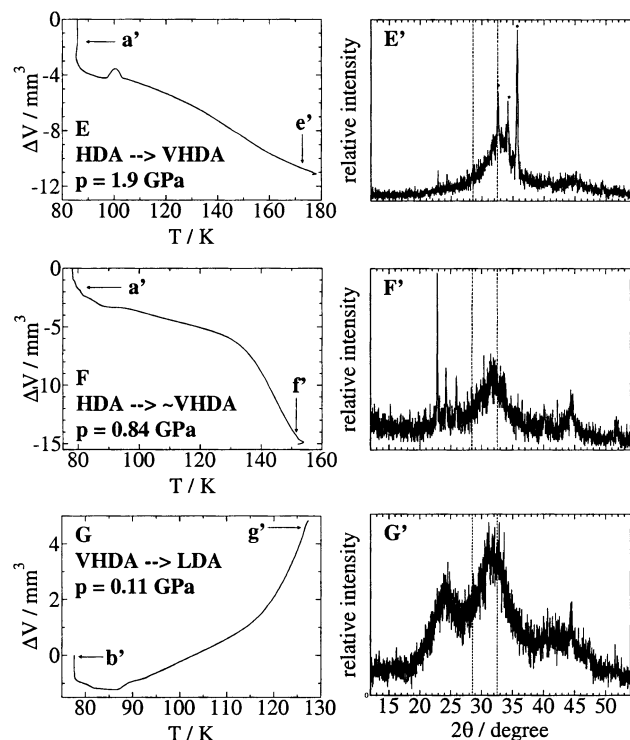 0
-4
-8
-12
ΔV / mm³
a'
e'
E
HDA --> VHDA
p = 1.9 GPa
80 100 120 140 160 180
T / K
relative intensity
E'
0
-5
-10
-15
ΔV / mm³
a'
f'
F
HDA --> ~VHDA
p = 0.84 GPa
80 100 120 140 160
T / K
relative intensity
F'
4
2
0
ΔV / mm³
G
g'
VHDA --> LDA
p = 0.11 GPa
b'
80 90 100 110 120 130
T / K
relative intensity
G'
0
15 20 25 30 35 40 45 50
2θ / degree